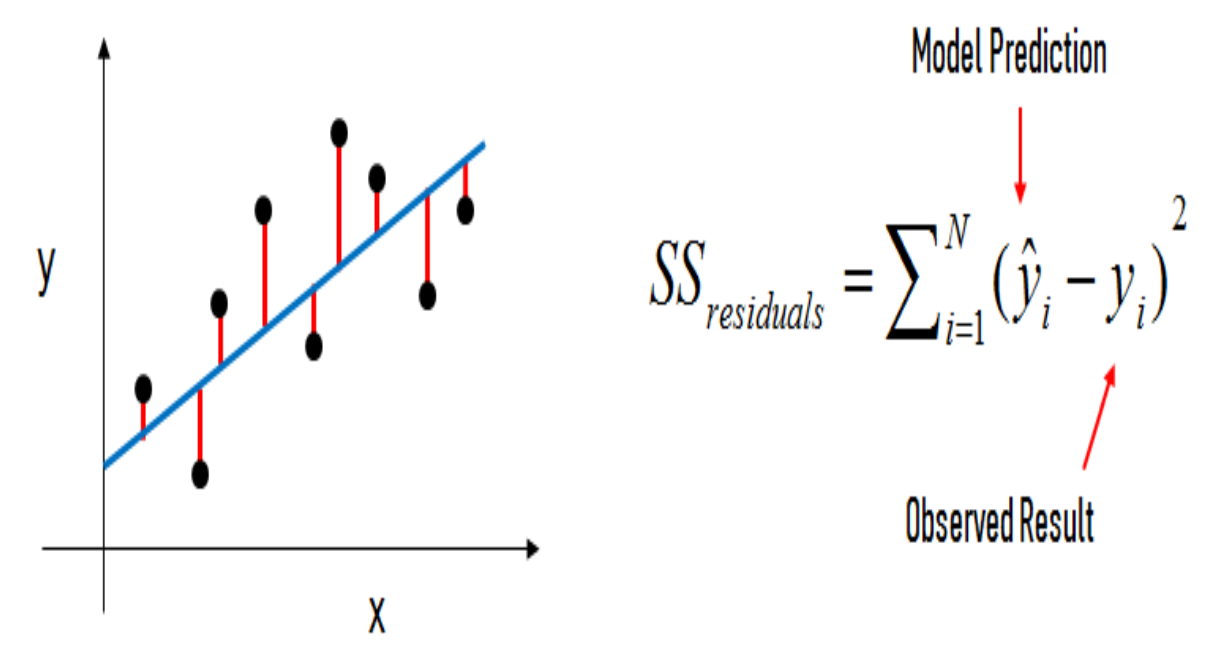 y
x
Model Prediction
SS_residuals = ∑_{i=1}^{N} (ŷ_i − y_i)^2
Observed Result